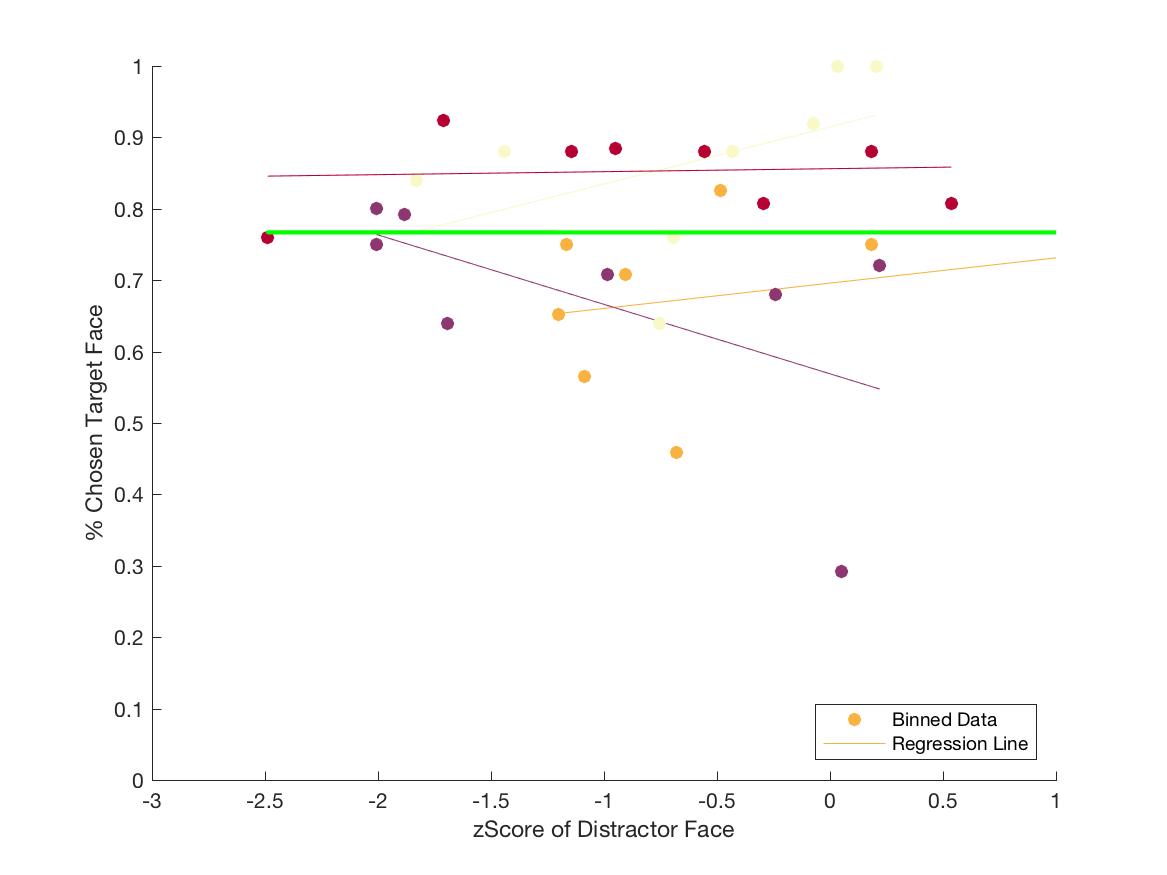 1
0.9
0.8
0.7
0.6
0.5
0.4
0.3
0.2
0.1
0
% Chosen Target Face
Binned Data
Regression Line
-3 -2.5 -2 -1.5 -1 -0.5 0 0.5 1
zScore of Distractor Face